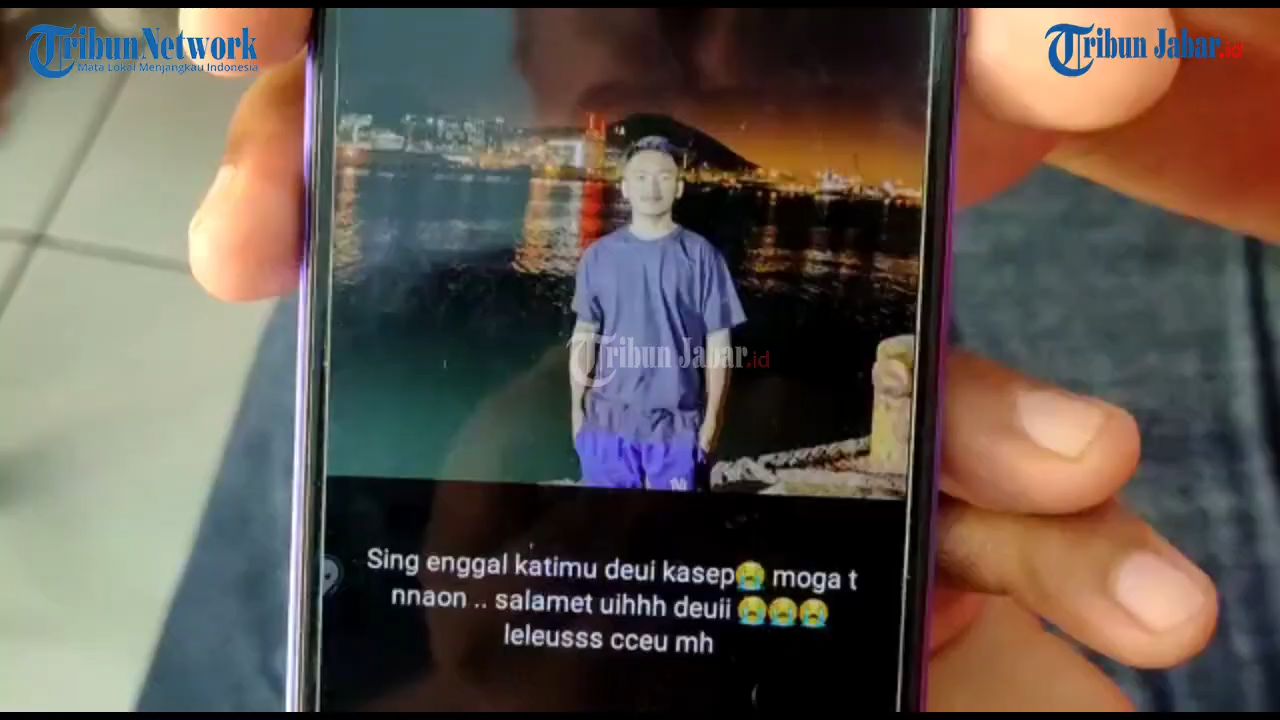 TribunNetwork
Mata Lokal Menjangkau Indonesia
Tribun Jabar.id
Tribun Jabar.id
Sing enggal katimu deui kasep😭 moga t
nnaon .. salamet uihhh deuii 😭😭😭
leleusss cceu mh